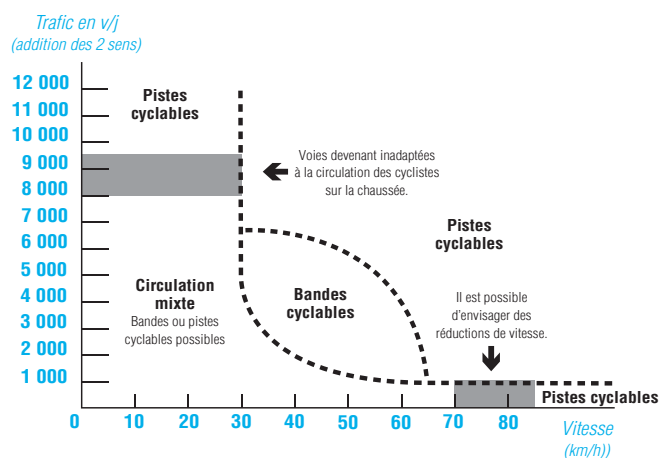 Trafic en v/j
(addition des 2 sens)
12 000
11 000
10 000
9 000
8 000
7 000
6 000
5 000
4 000
3 000
2 000
1 000
Pistes
cyclables
Voies devenant inadaptées
à la circulation des cyclistes
sur la chaussée.
Pistes
cyclables
Circulation
mixte
Bandes ou pistes
cyclables possibles
Bandes
cyclables
Il est possible
d'envisager des
réductions de vitesse.
Pistes cyclables
0 10 20 30 40 50 60 70 80
Vitesse
(km/h))